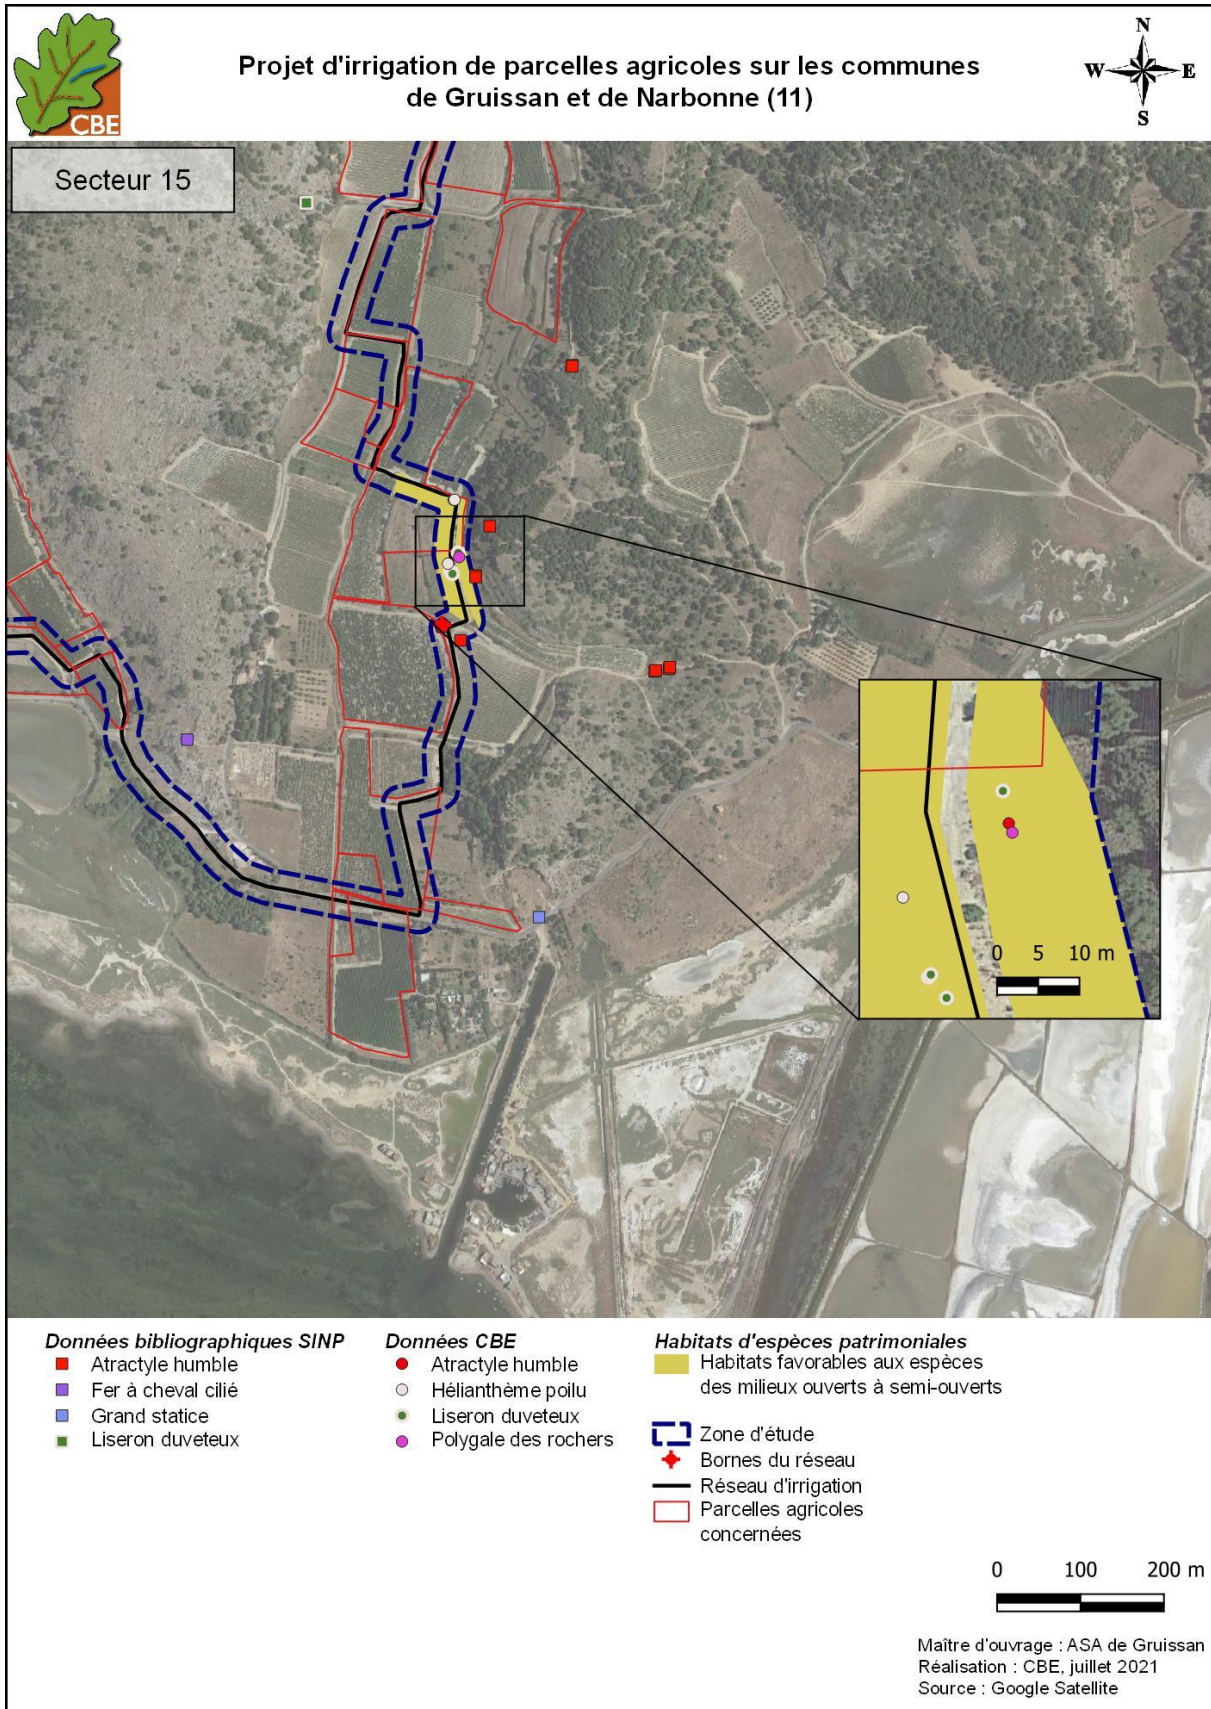 CBE
Projet d'irrigation de parcelles agricoles sur les communes
de Gruissan et de Narbonne (11)
N
W E
S
Secteur 15
0 5 10 m
Données bibliographiques SINP
Atractyle humble
Fer à cheval cilié
Grand statice
Liseron duveteux
Données CBE
Atractyle humble
Hélianthème poilu
Liseron duveteux
Polygale des rochers
Habitats d'espèces patrimoniales
Habitats favorables aux espèces
des milieux ouverts à semi-ouverts
Zone d'étude
Bornes du réseau
Réseau d'irrigation
Parcelles agricoles
concernées
0 100 200 m
Maître d'ouvrage : ASA de Gruissan
Réalisation : CBE, juillet 2021
Source : Google Satellite